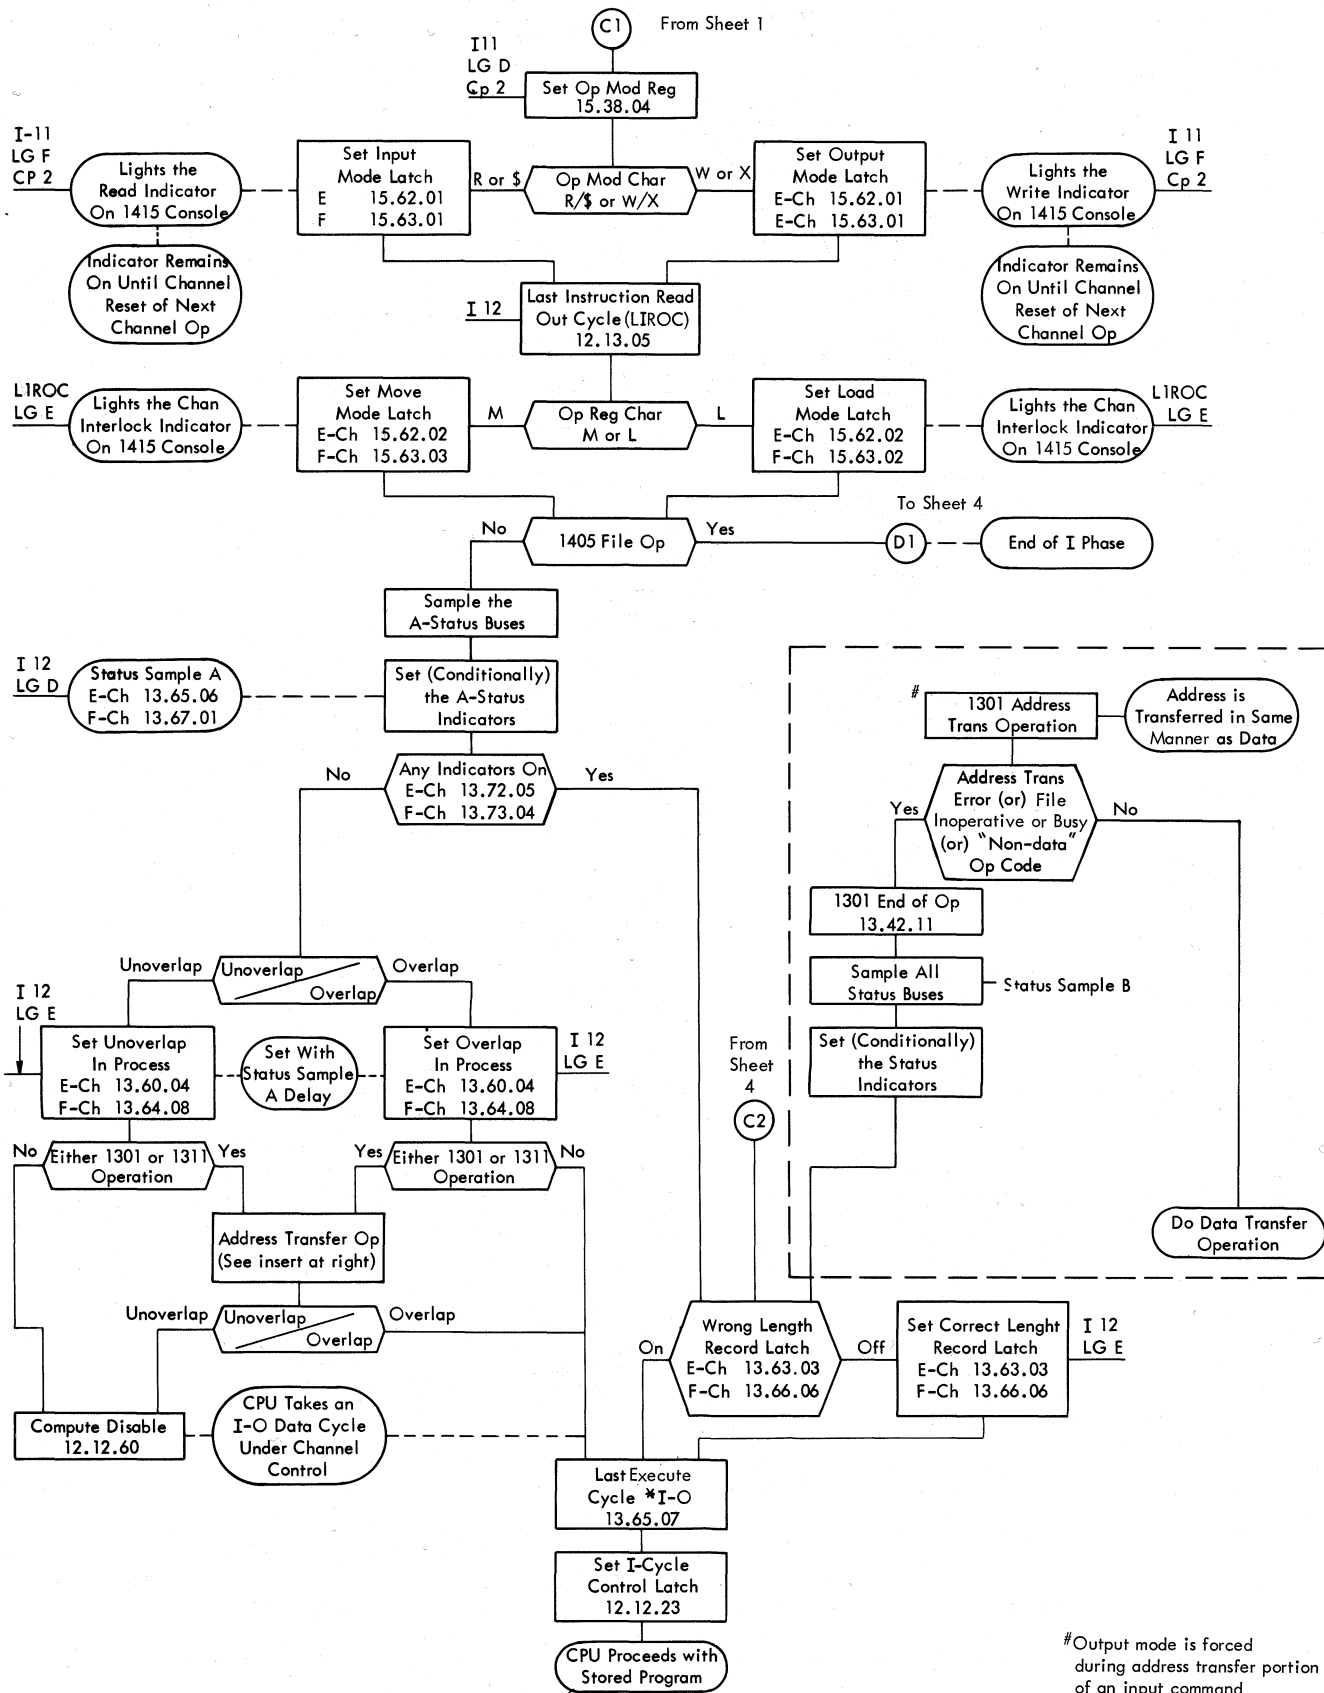 C1
From Sheet 1
I11
LG D
Cp 2
Set Op Mod Reg
15.38.04
I-11
LG F
CP 2
Lights the
Read Indicator
On 1415 Console
Set Input
Mode Latch
E 15.62.01
F 15.63.01
R or $
Op Mod Char
R/$ or W/X
W or X
Set Output
Mode Latch
E-Ch 15.62.01
E-Ch 15.63.01
Lights the
Write Indicator
On 1415 Console
I 11
LG F
Cp 2
Indicator Remains
On Until Channel
Reset of Next
Channel Op
Indicator Remains
On Until Channel
Reset of Next
Channel Op
I 12
Last Instruction Read
Out Cycle (LIROC)
12.13.05
L1ROC
LG E
Lights the Chan
Interlock Indicator
On 1415 Console
Set Move
Mode Latch
E-Ch 15.62.02
F-Ch 15.63.03
M
Op Reg Char
M or L
L
Set Load
Mode Latch
E-Ch 15.62.02
F-Ch 15.63.02
Lights the Chan
Interlock Indicator
On 1415 Console
L1ROC
LG E
No
1405 File Op
Yes
To Sheet 4
D1
End of I Phase
Sample the
A-Status Buses
I 12
LG D
Status Sample A
E-Ch 13.65.06
F-Ch 13.67.01
Set (Conditionally)
the A-Status
Indicators
No
Any Indicators On
E-Ch 13.72.05
F-Ch 13.73.04
Yes
#
1301 Address
Trans Operation
Address is
Transferred in Same
Manner as Data
Yes
Address Trans
Error (or) File
Inoperative or Busy
(or) "Non-data"
Op Code
No
1301 End of Op
13.42.11
Sample All
Status Buses
Status Sample B
Set (Conditionally)
the Status
Indicators
Do Data Transfer
Operation
Unoverlap
Unoverlap
Overlap
Overlap
I 12
LG E
Set Unoverlap
In Process
E-Ch 13.60.04
F-Ch 13.64.08
Set With
Status Sample
A Delay
Set Overlap
In Process
E-Ch 13.60.04
F-Ch 13.64.08
I 12
LG E
From
Sheet
4
C2
No
Either 1301 or 1311
Operation
Yes
Yes
Either 1301 or 1311
Operation
No
Address Transfer Op
(See insert at right)
Unoverlap
Unoverlap
Overlap
Overlap
On
Wrong Length
Record Latch
E-Ch 13.63.03
F-Ch 13.66.06
Off
Set Correct Lenght
Record Latch
E-Ch 13.63.03
F-Ch 13.66.06
I 12
LG E
Compute Disable
12.12.60
CPU Takes an
I-O Data Cycle
Under Channel
Control
Last Execute
Cycle *I-O
13.65.07
Set I-Cycle
Control Latch
12.12.23
CPU Proceeds with
Stored Program
#Output mode is forced
during address transfer portion
of an input command